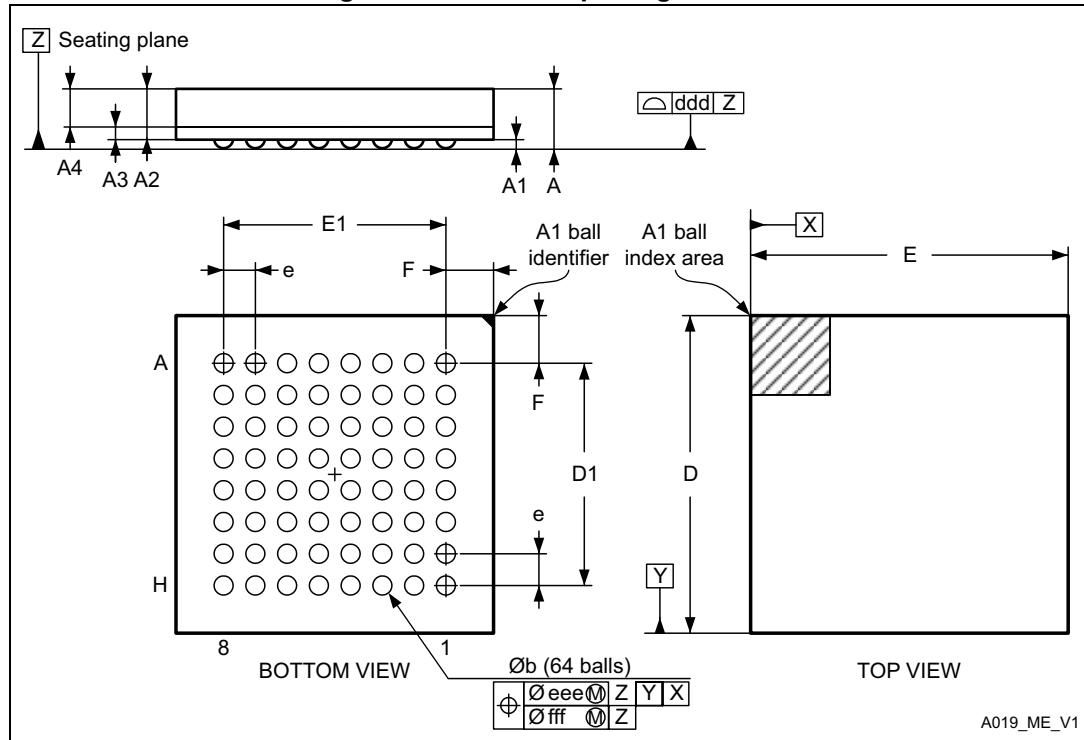 Z Seating plane
ddd Z
A4
A3 A2
A1
A
E1
e
F
A1 ball
identifier
A1 ball
index area
X
E
A
F
D1
D
e
H
Y
8
1
BOTTOM VIEW
Øb (64 balls)
TOP VIEW
Ø eee M Z Y X
Ø fff M Z
A019_ME_V1